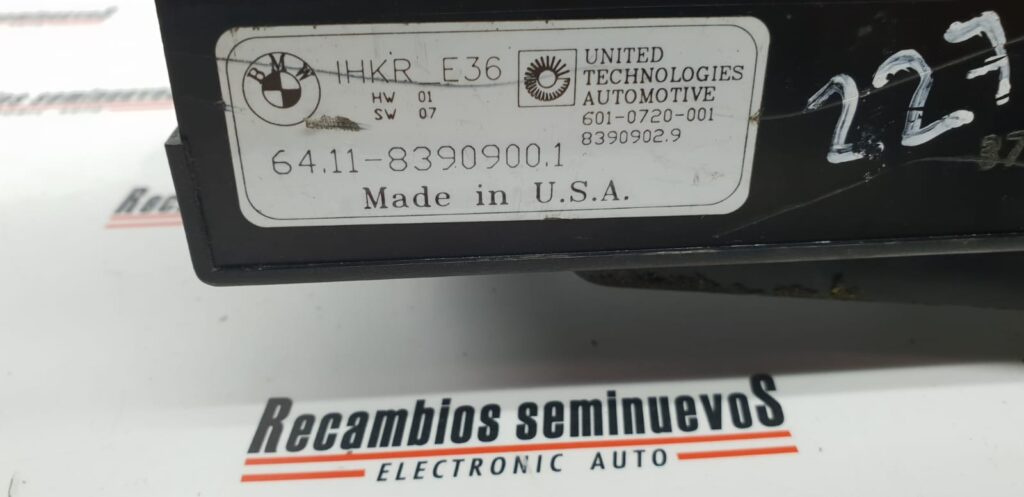 BMW
IHKR E36
HW 01
SW 07
UNITED
TECHNOLOGIES
AUTOMOTIVE
601-0720-001
8390902.9
64.11-8390900.1
Made in U.S.A.
227
37
Recambios seminuevos
ELECTRONIC AUTO